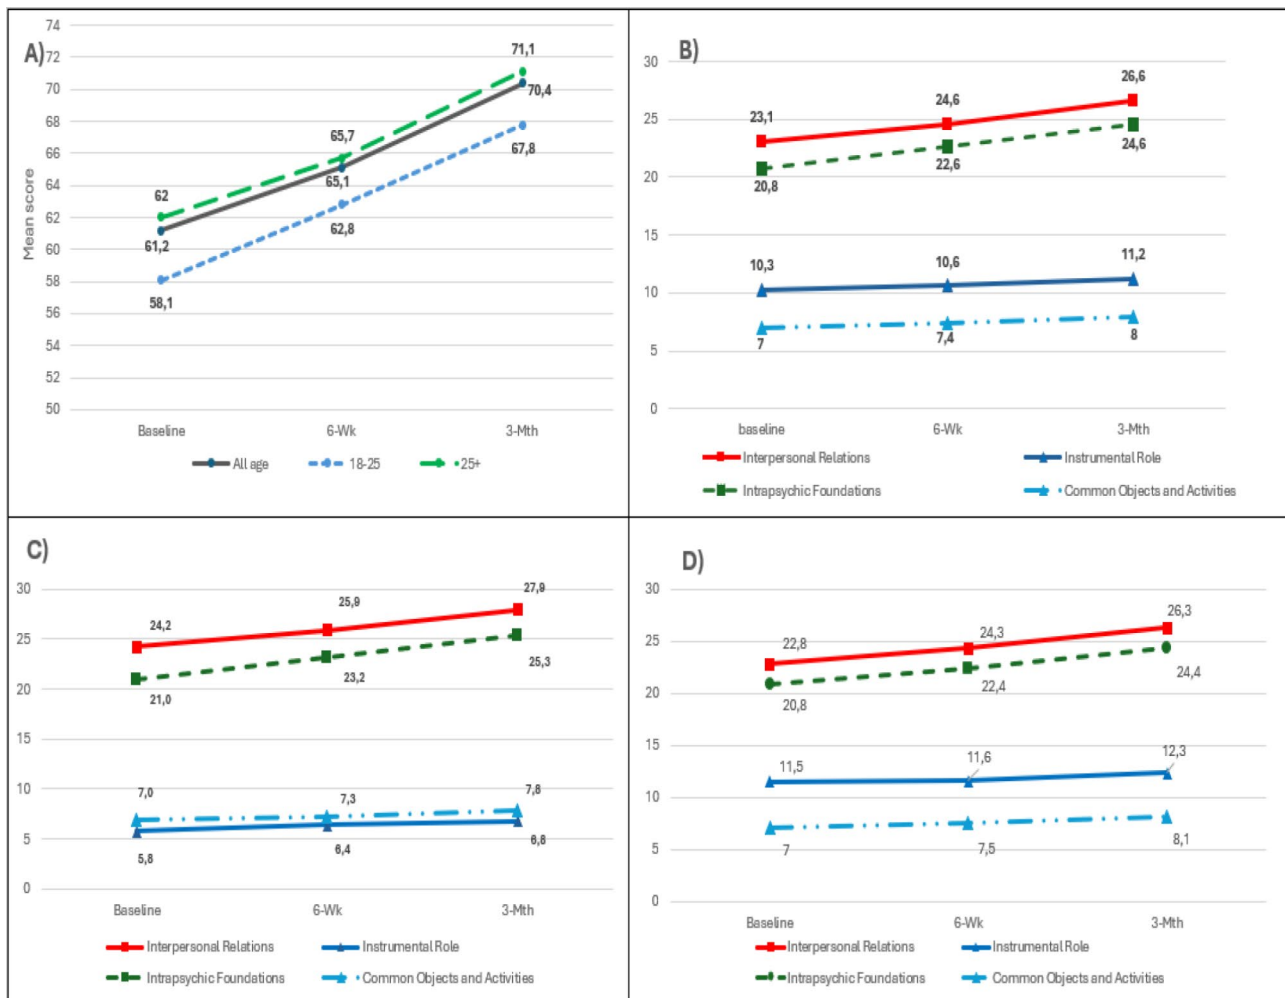 A)
74
72
70
68
66
64
62
60
58
56
54
52
50
Mean score
71,1
70,4
67,8
65,7
65,1
62,8
62
61,2
58,1
Baseline 6-Wk 3-Mth
All age 18-25 25+
B)
30
25
20
15
10
5
0
23,1 24,6 26,6
20,8 22,6 24,6
10,3 10,6 11,2
7 7,4 8
baseline 6-Wk 3-Mth
Interpersonal Relations Instrumental Role
Intrapsychic Foundations Common Objects and Activities
C)
30
25
20
15
10
5
0
24,2 25,9 27,9
21,0 23,2 25,3
7,0 7,3 7,8
5,8 6,4 6,8
Baseline 6-Wk 3-Mth
Interpersonal Relations Instrumental Role
Intrapsychic Foundations Common Objects and Activities
D)
30
25
20
15
10
5
0
22,8 24,3 26,3
20,8 22,4 24,4
11,5 11,6 12,3
7 7,5 8,1
Baseline 6-Wk 3-Mth
Interpersonal Relations Instrumental Role
Intrapsychic Foundations Common Objects and Activities